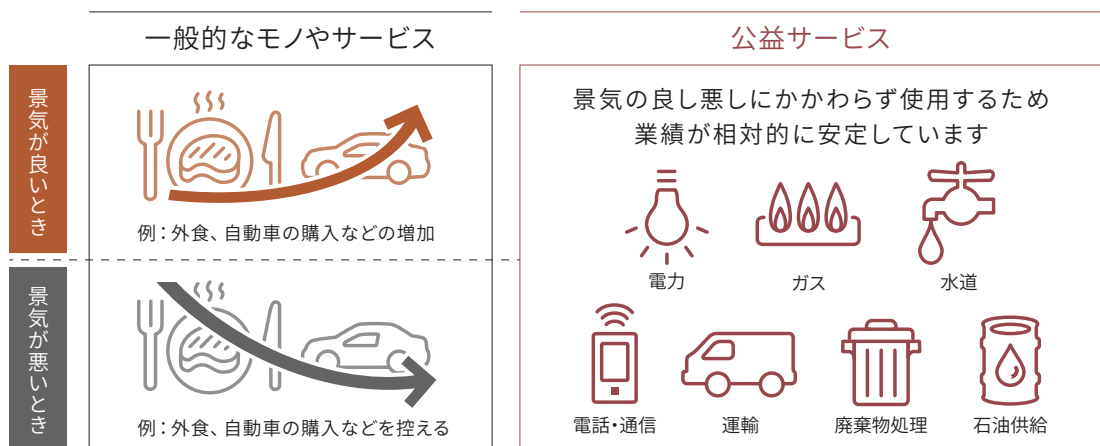 一般的なモノやサービス
公益サービス
景気が良いとき
例：外食、自動車の購入などの増加
景気が悪いとき
例：外食、自動車の購入などを控える
景気の良し悪しにかかわらず使用するため
業績が相対的に安定しています
電力
ガス
水道
電話・通信
運輸
廃棄物処理
石油供給